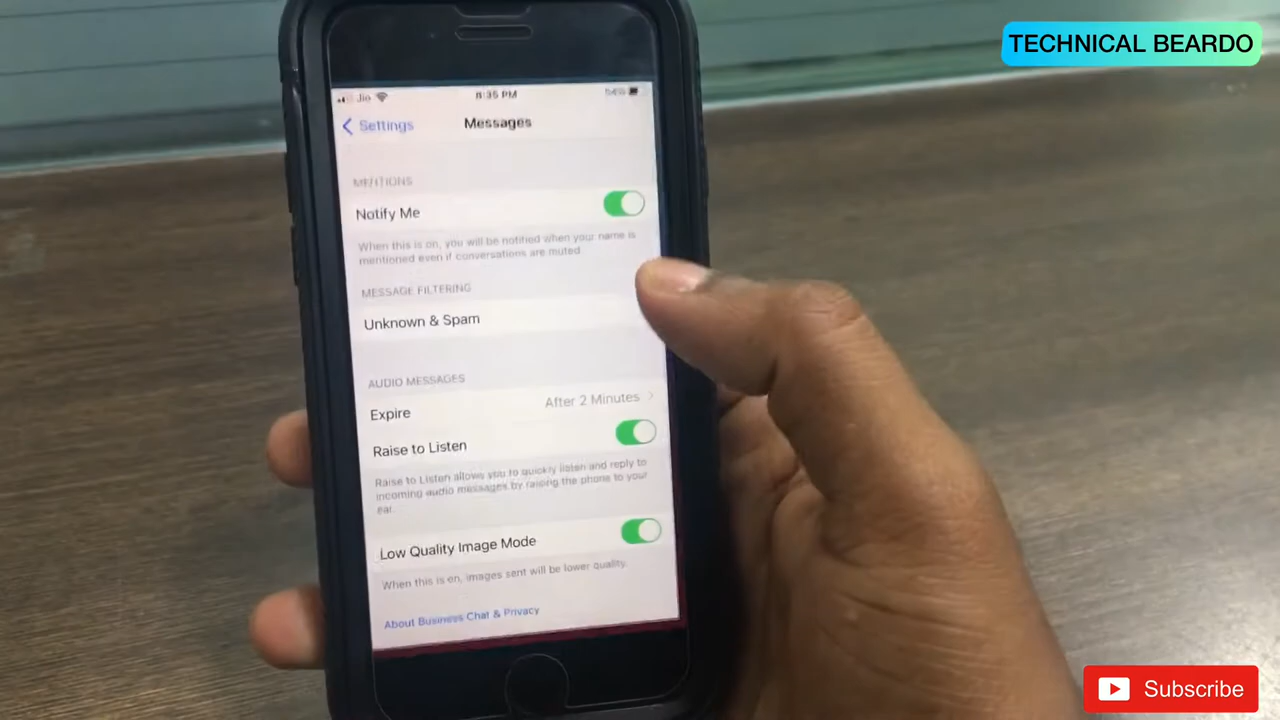 TECHNICAL BEARDO
Jio 8:35 PM 54%
Settings Messages
MENTIONS
Notify Me
When this is on, you will be notified when your name is
mentioned even if conversations are muted.
MESSAGE FILTERING
Unknown & Spam
AUDIO MESSAGES
Expire After 2 Minutes
Raise to Listen
Raise to Listen allows you to quickly listen and reply to
incoming audio messages by raising the phone to your
ear.
Low Quality Image Mode
When this is on, images sent will be lower quality.
About Business Chat & Privacy
Subscribe